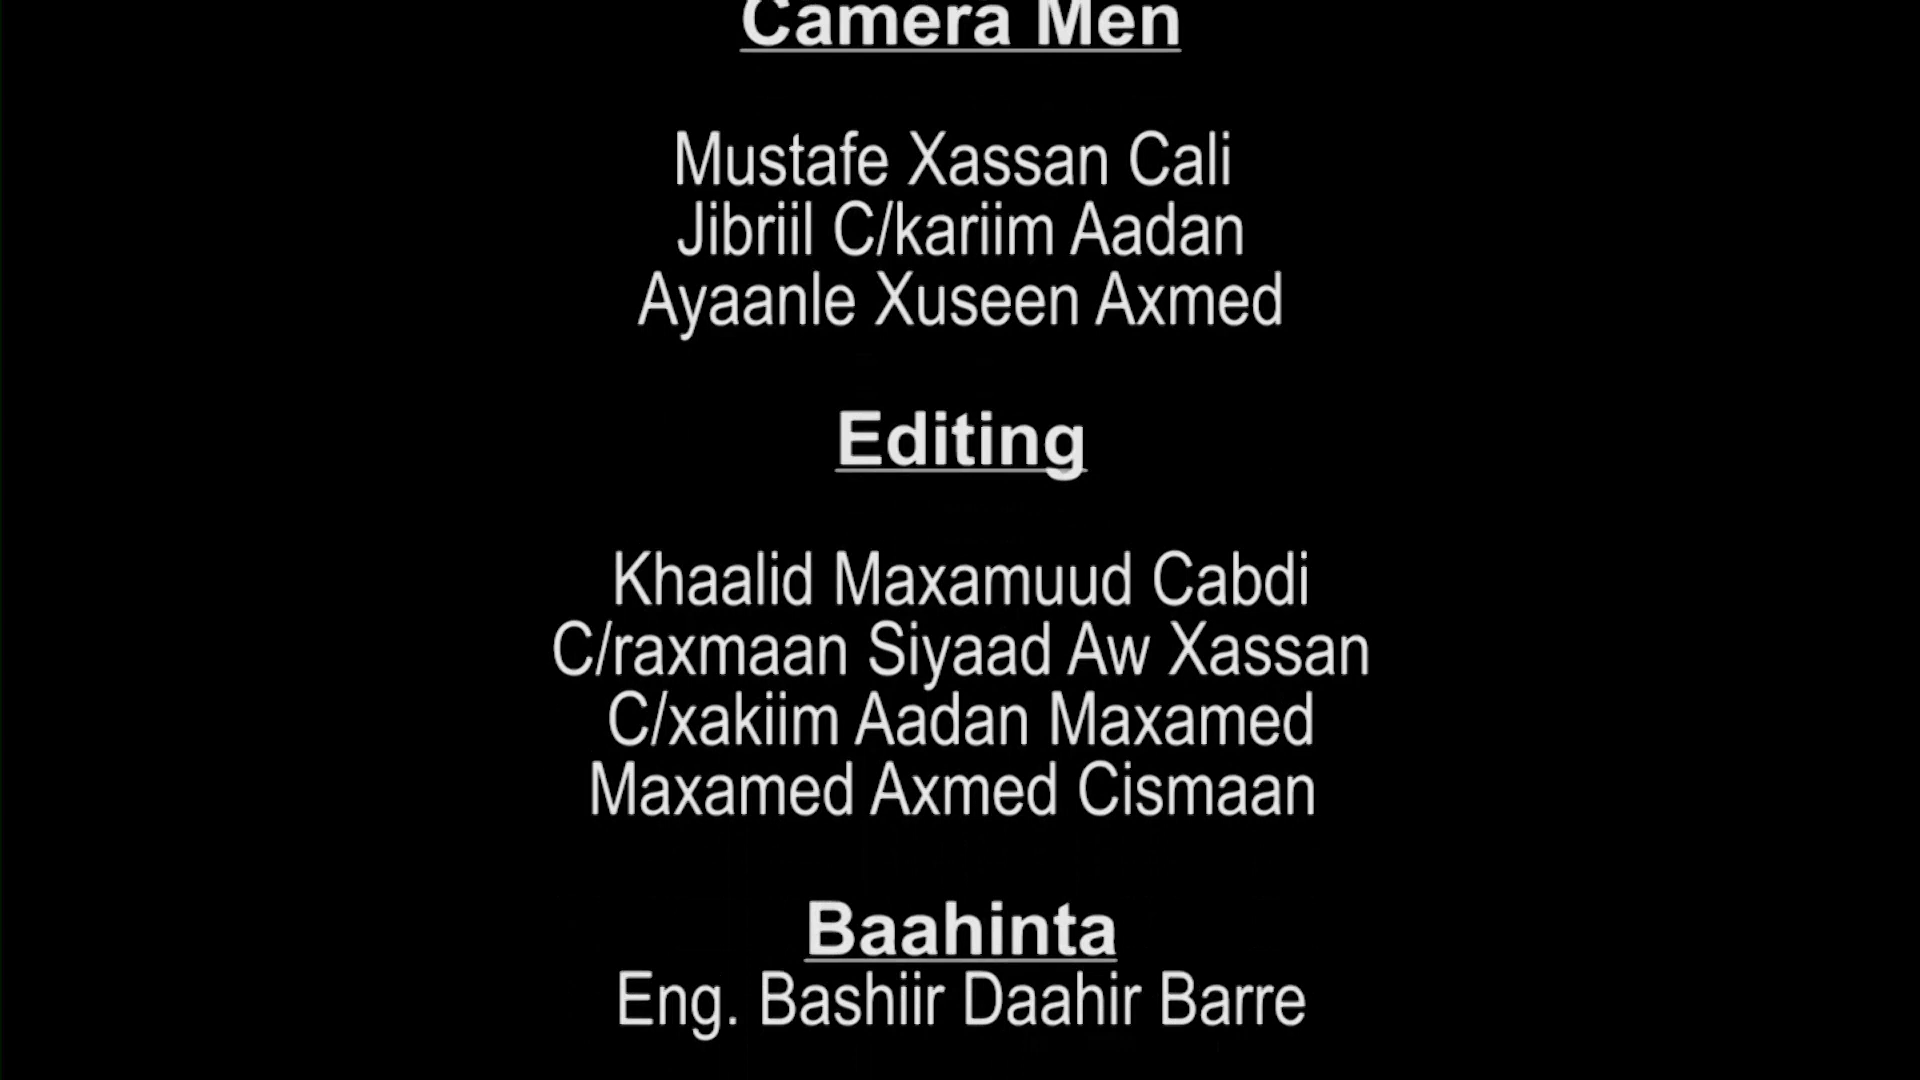 Camera Men
Mustafe Xassan Cali
Jibriil C/kariim Aadan
Ayaanle Xuseen Axmed
Editing
Khaalid Maxamuud Cabdi
C/raxmaan Siyaad Aw Xassan
C/xakiim Aadan Maxamed
Maxamed Axmed Cismaan
Baahinta
Eng. Bashiir Daahir Barre